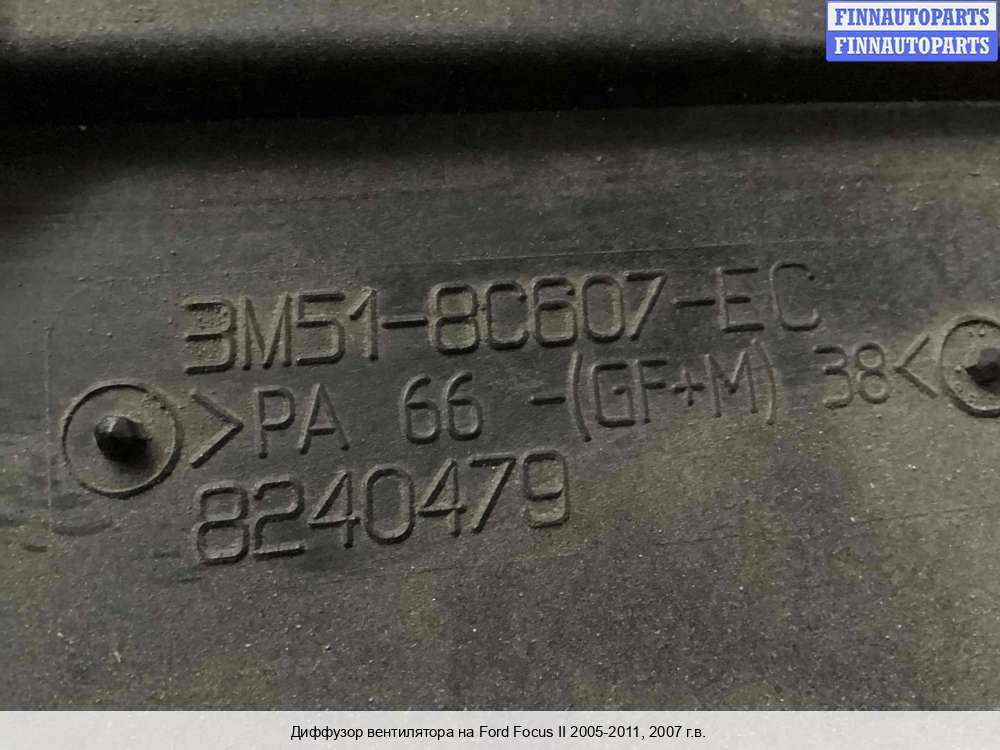 FINNAUTOPARTS
FINNAUTOPARTS
3M51-8C607-EC
>PA 66 -(GF+M) 38<
8240479
Диффузор вентилятора на Ford Focus II 2005-2011, 2007 г.в.